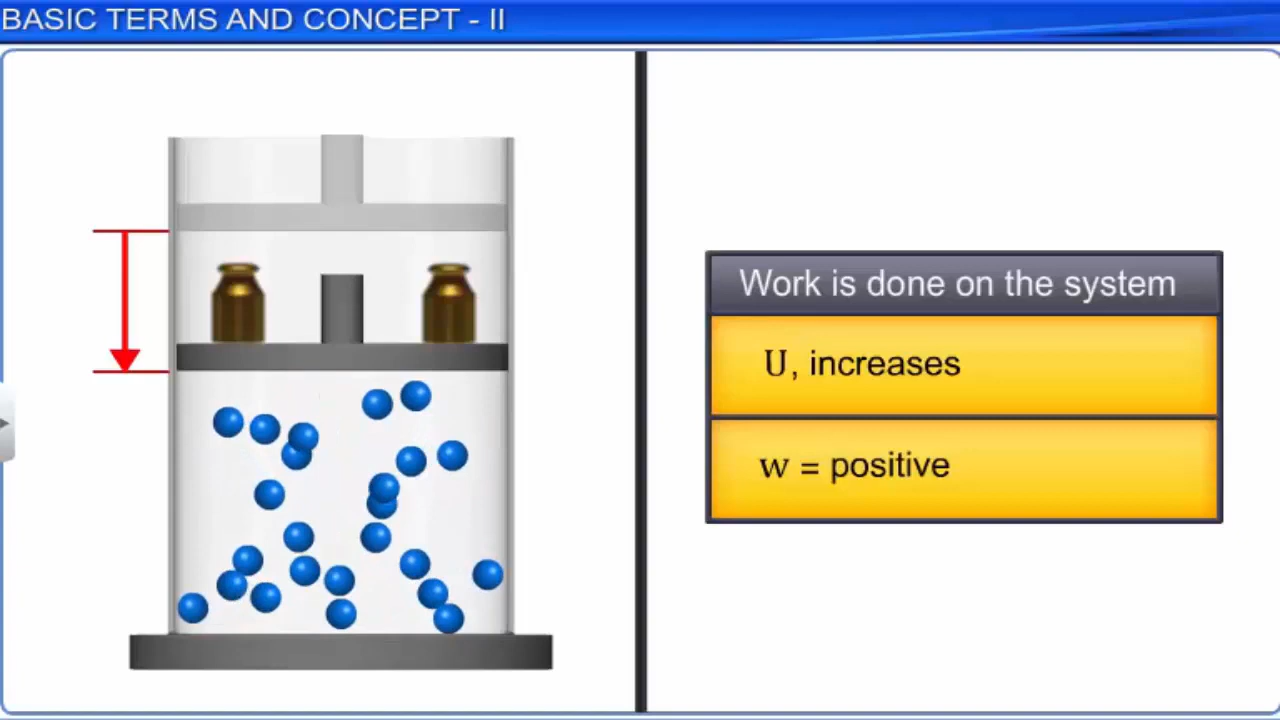 BASIC TERMS AND CONCEPT - II
Work is done on the system
U, increases
w = positive